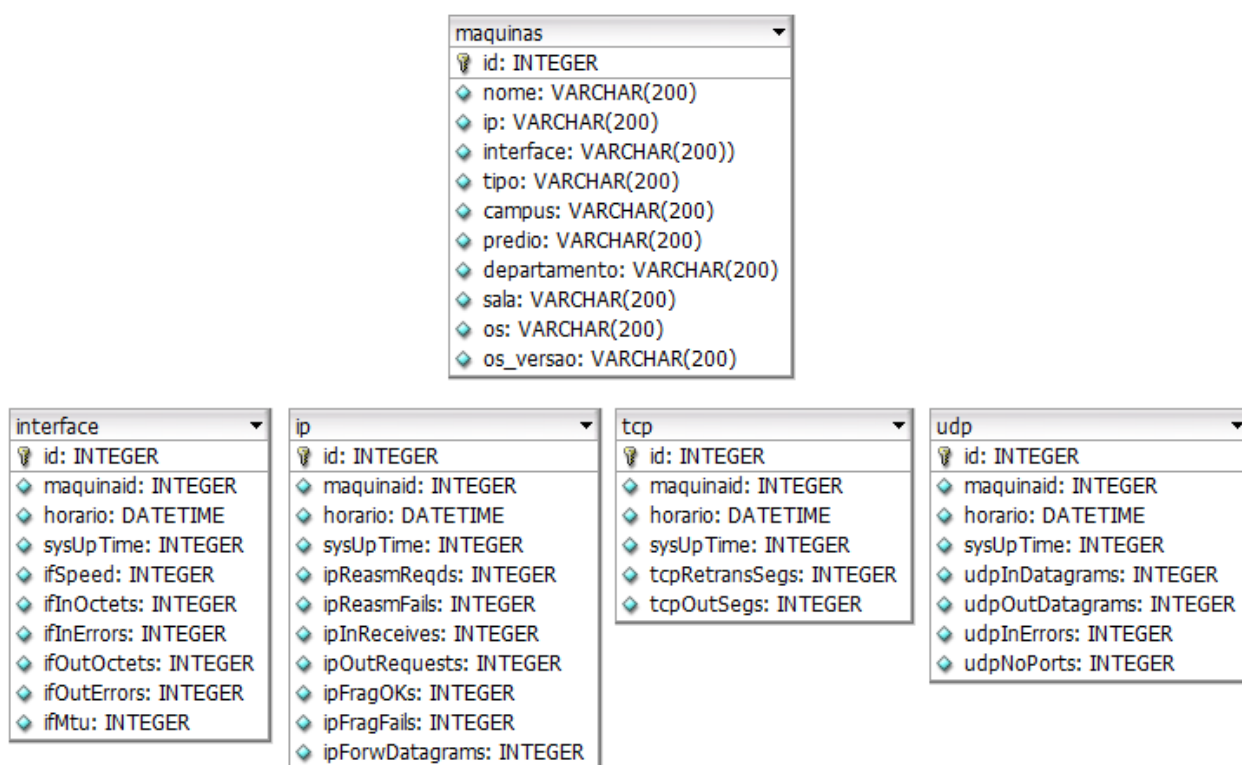 maquinas
id: INTEGER
nome: VARCHAR(200)
ip: VARCHAR(200)
interface: VARCHAR(200))
tipo: VARCHAR(200)
campus: VARCHAR(200)
predio: VARCHAR(200)
departamento: VARCHAR(200)
sala: VARCHAR(200)
os: VARCHAR(200)
os_versao: VARCHAR(200)
interface
id: INTEGER
maquinaid: INTEGER
horario: DATETIME
sysUpTime: INTEGER
ifSpeed: INTEGER
ifInOctets: INTEGER
ifInErrors: INTEGER
ifOutOctets: INTEGER
ifOutErrors: INTEGER
ifMtu: INTEGER
ip
id: INTEGER
maquinaid: INTEGER
horario: DATETIME
sysUpTime: INTEGER
ipReasmReqds: INTEGER
ipReasmFails: INTEGER
ipInReceives: INTEGER
ipOutRequests: INTEGER
ipFragOKs: INTEGER
ipFragFails: INTEGER
ipForwDatagrams: INTEGER
tcp
id: INTEGER
maquinaid: INTEGER
horario: DATETIME
sysUpTime: INTEGER
tcpRetransSegs: INTEGER
tcpOutSegs: INTEGER
udp
id: INTEGER
maquinaid: INTEGER
horario: DATETIME
sysUpTime: INTEGER
udpInDatagrams: INTEGER
udpOutDatagrams: INTEGER
udpInErrors: INTEGER
udpNoPorts: INTEGER